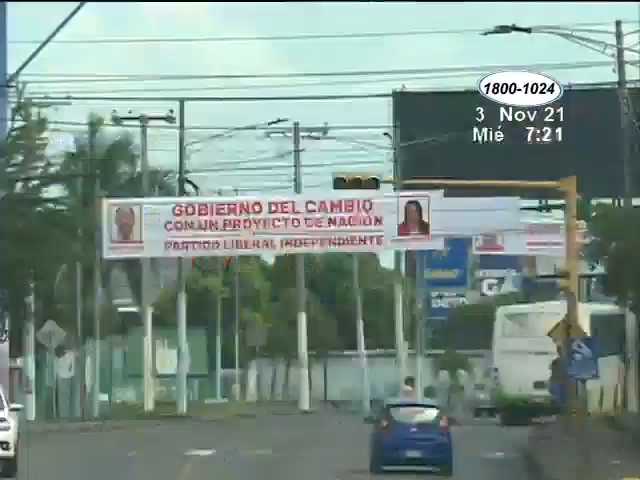 1800-1024
3 Nov 21
Mié 7:21
GOBIERNO DEL CAMBIO
CON UN PROYECTO DE NACIÓN
PARTIDO LIBERAL INDEPENDIENTE